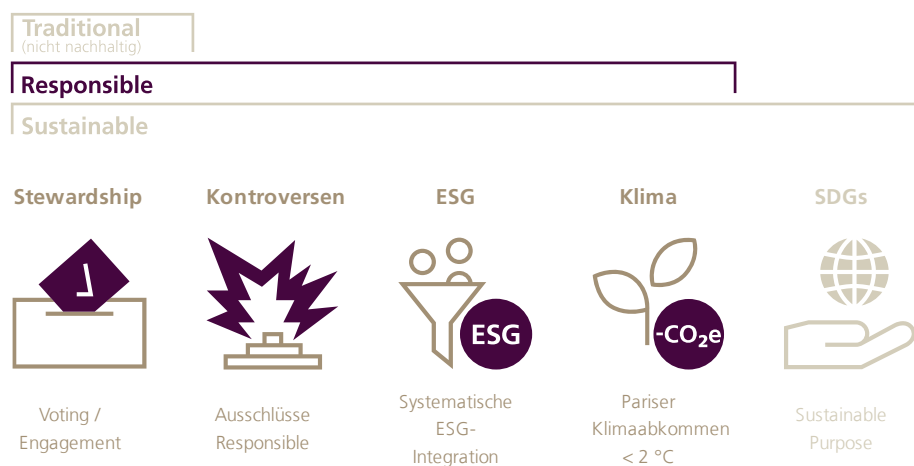 Traditional
(nicht nachhaltig)
Responsible
Sustainable
Stewardship
Kontroversen
ESG
Klima
SDGs
ESG
-CO₂e
Voting /
Engagement
Ausschlüsse
Responsible
Systematische
ESG-
Integration
Pariser
Klimaabkommen
< 2 °C
Sustainable
Purpose